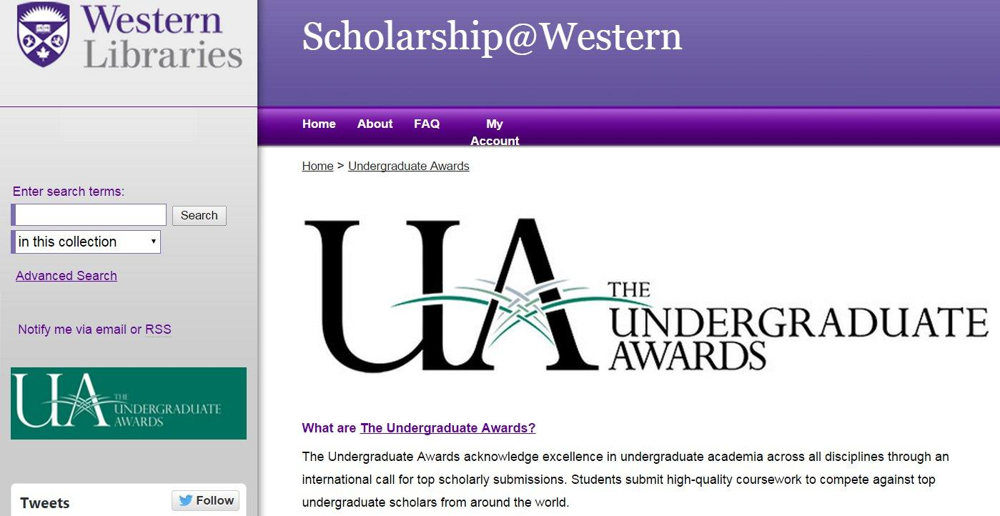 Western
Libraries
Scholarship@Western
Home About FAQ My
Account
Home > Undergraduate Awards
Enter search terms:
Search
in this collection
Advanced Search
Notify me via email or RSS
UA THE
UNDERGRADUATE
AWARDS
Tweets
Follow
UA THE
UNDERGRADUATE
AWARDS
What are The Undergraduate Awards?
The Undergraduate Awards acknowledge excellence in undergraduate academia across all disciplines through an
international call for top scholarly submissions. Students submit high-quality coursework to compete against top
undergraduate scholars from around the world.